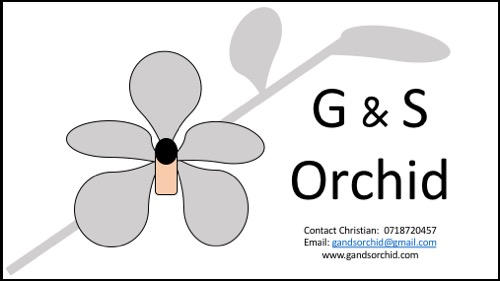 G & S
Orchid
Contact Christian: 0718720457
Email: gandsorchid@gmail.com
www.gandsorchid.com